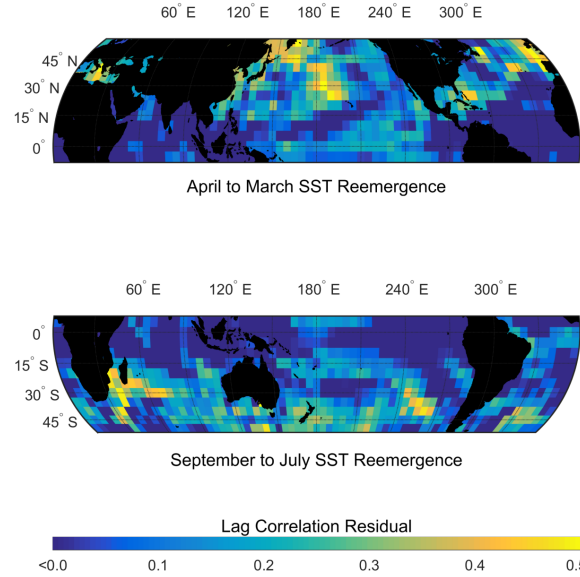 60° E 120° E 180° E 240° E 300° E
45° N
30° N
15° N
0°
April to March SST Reemergence
60° E 120° E 180° E 240° E 300° E
0°
15° S
30° S
45° S
September to July SST Reemergence
Lag Correlation Residual
<0.0 0.1 0.2 0.3 0.4